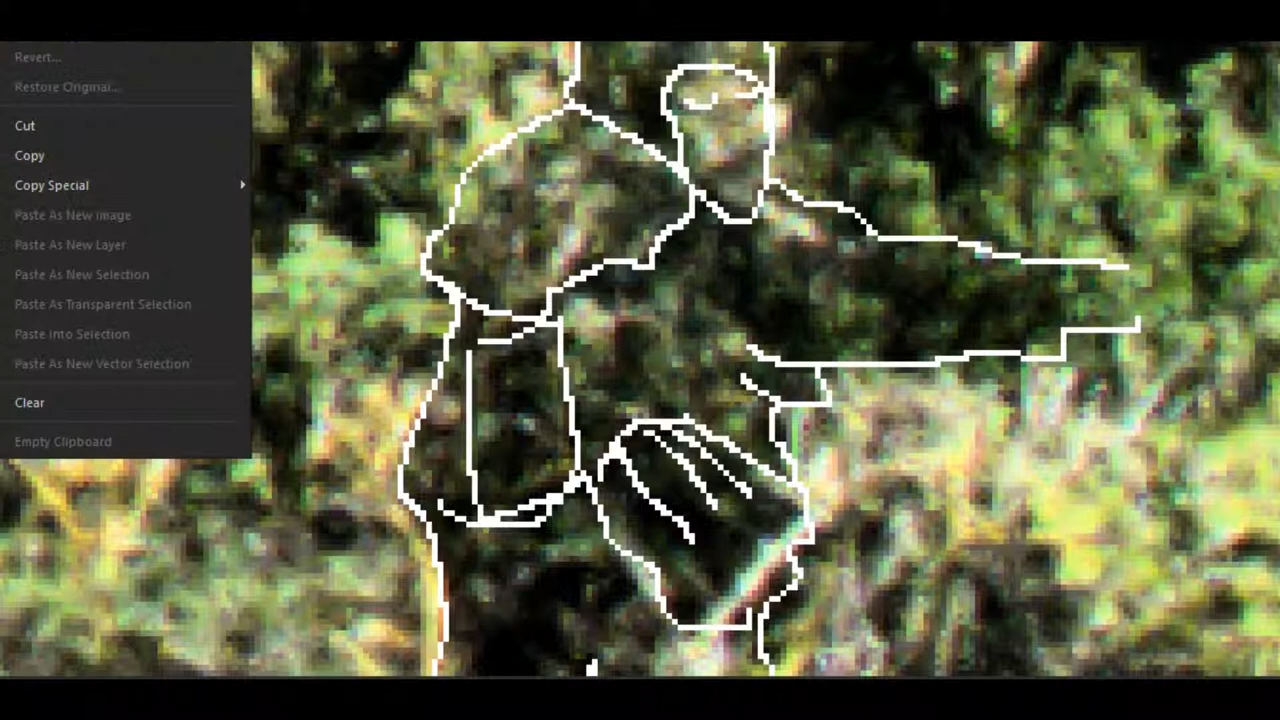 Revert...
Restore Original...
Cut
Copy
Copy Special
Paste As New Image
Paste As New Layer
Paste As New Selection
Paste As Transparent Selection
Paste Into Selection
Paste As New Vector Selection
Clear
Empty Clipboard